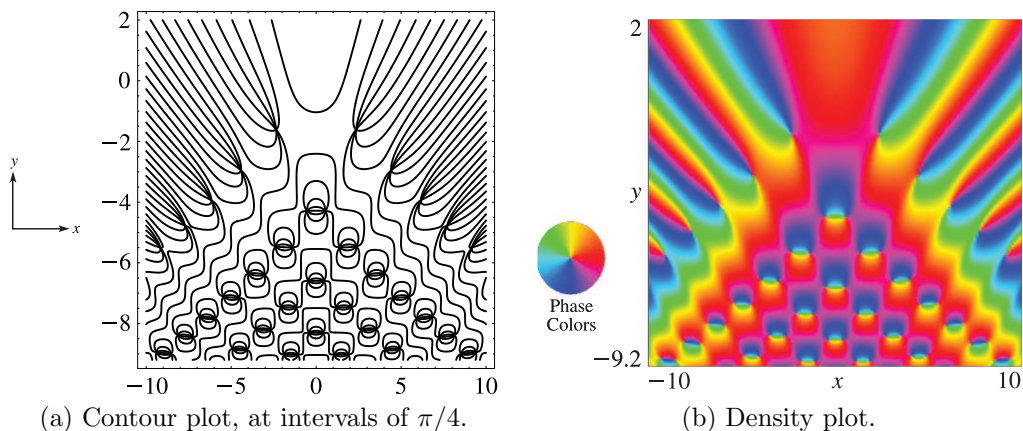 2
0
−2
−4
−6
−8
−10
−5
0
5
10
y
x
(a) Contour plot, at intervals of π/4.
Phase
Colors
2
y
−9.2
−10
x
10
(b) Density plot.